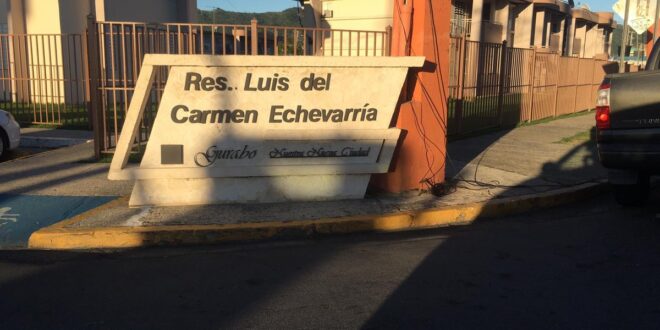 Res. Luis del
Carmen Echevarría
Gurabo Nuestra Nueva Ciudad